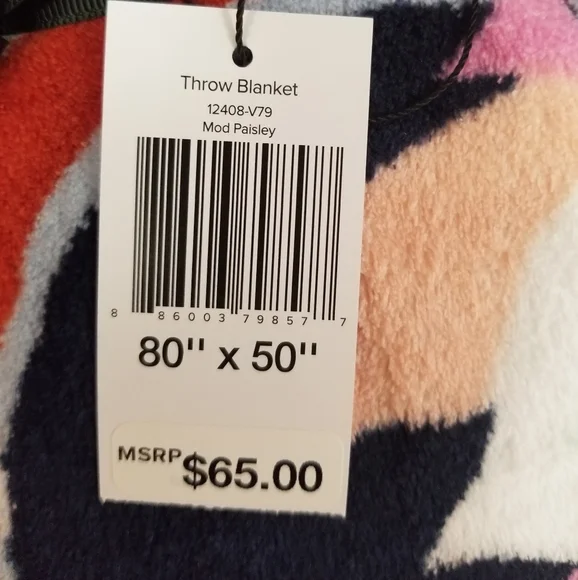 Throw Blanket
12408-V79
Mod Paisley
8 86003 79857 7
80" x 50"
MSRP $65.00